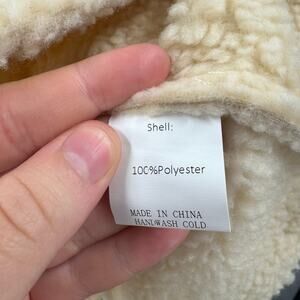 Shell:
100%Polyester
MADE IN CHINA
HANDWASH COLD